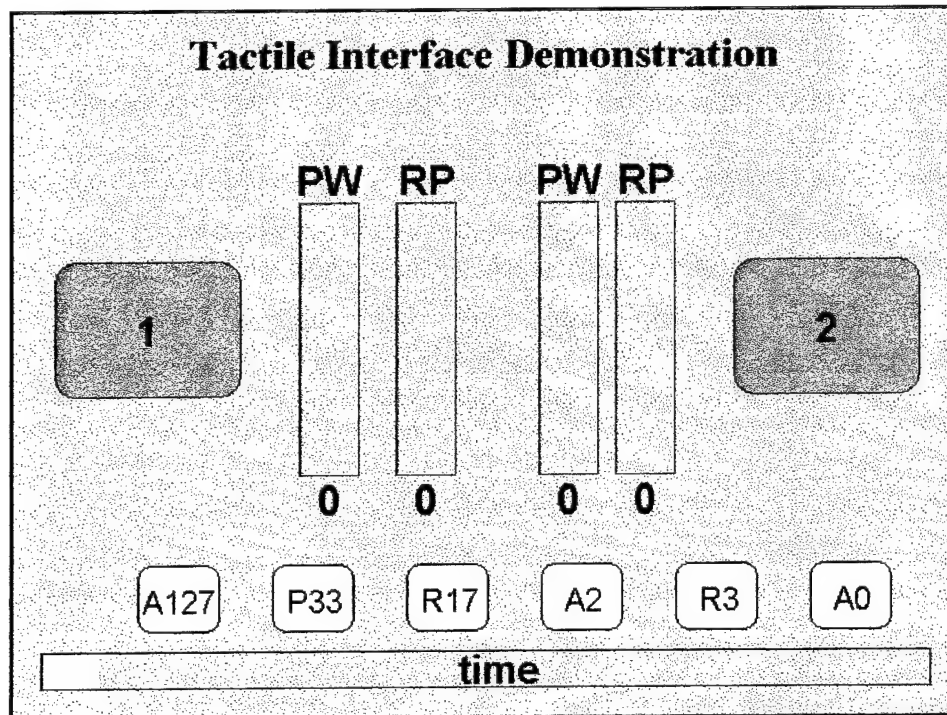 Tactile Interface Demonstration
PW RP PW RP
1 2
0 0 0 0
A127 P33 R17 A2 R3 A0
time